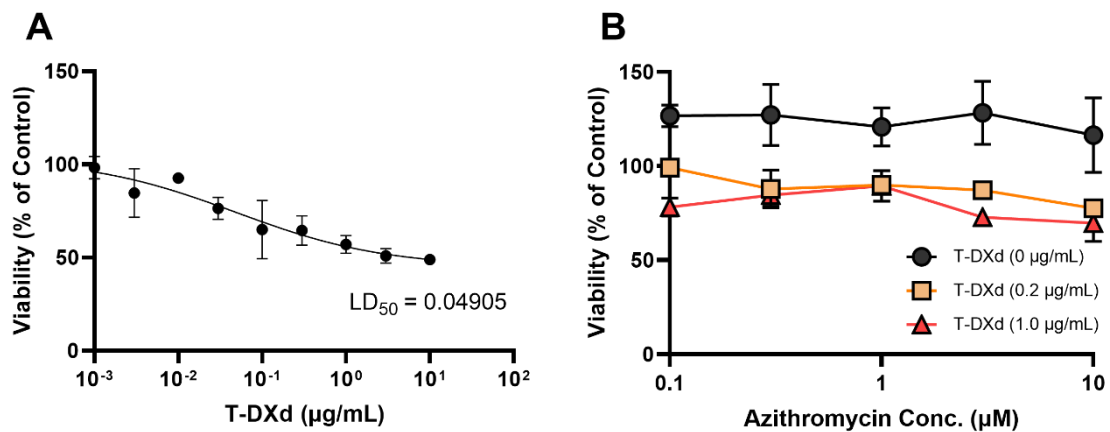 A
Viability (% of Control)
150
100
50
0
10⁻³
10⁻²
10⁻¹
10⁰
10¹
10²
LD₅₀ = 0.04905
T-DXd (µg/mL)
B
Viability (% of Control)
150
100
50
0
0.1
1
10
T-DXd (0 µg/mL)
T-DXd (0.2 µg/mL)
T-DXd (1.0 µg/mL)
Azithromycin Conc. (µM)